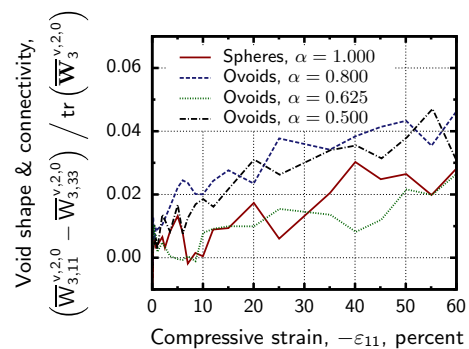 Void shape & connectivity,
(W̅^{v,2,0}_{3,11} − W̅^{v,2,0}_{3,33}) / tr (W̅^{v,2,0}_3)
Spheres, α = 1.000
Ovoids, α = 0.800
Ovoids, α = 0.625
Ovoids, α = 0.500
0.06
0.04
0.02
0.00
0 10 20 30 40 50 60
Compressive strain, −ε₁₁, percent